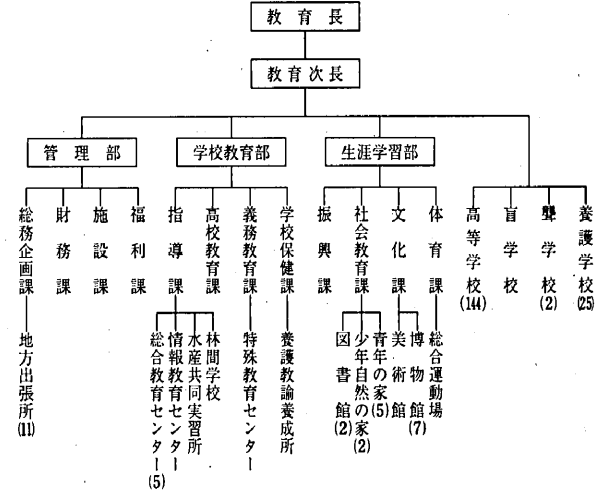 教育長
教育次長
管理部
学校教育部
生涯学習部
総務企画課
財務課
施設課
福利課
指導課
高校教育課
義務教育課
学校保健課
振興課
社会教育課
文化課
体育課
高等学校(144)
盲学校
聾学校(2)
養護学校(25)
地方出張所(11)
総合教育センター(5)
情報教育センター
水産共同実習所
林間学校
特殊教育センター
養護教諭養成所
図書館(2)
少年自然の家(2)
青年の家(5)
美術館
博物館(7)
総合運動場